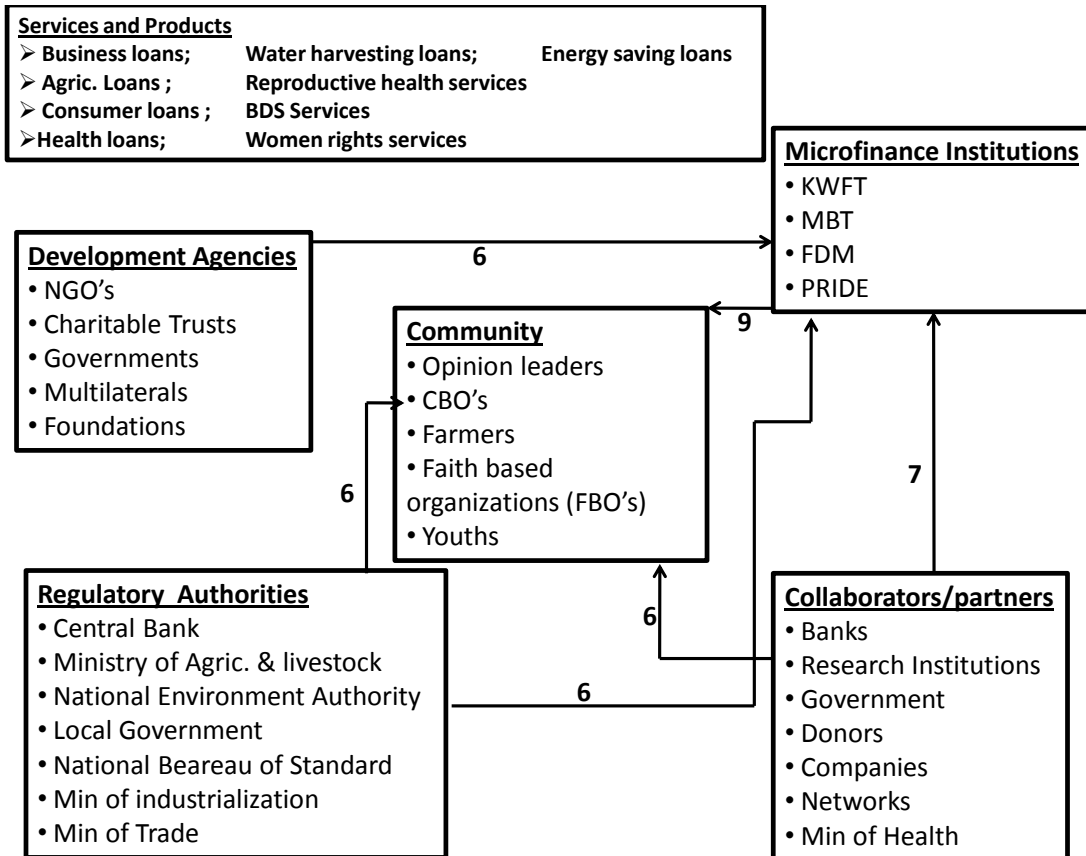 Services and Products
➢ Business loans; Water harvesting loans; Energy saving loans
➢ Agric. Loans ; Reproductive health services
➢ Consumer loans ; BDS Services
➢Health loans; Women rights services
Microfinance Institutions
• KWFT
• MBT
• FDM
• PRIDE
Development Agencies
• NGO's
• Charitable Trusts
• Governments
• Multilaterals
• Foundations
6
9
Community
• Opinion leaders
• CBO's
• Farmers
• Faith based
organizations (FBO's)
• Youths
6
7
Regulatory Authorities
• Central Bank
• Ministry of Agric. & livestock
• National Environment Authority
• Local Government
• National Beareau of Standard
• Min of industrialization
• Min of Trade
6
6
Collaborators/partners
• Banks
• Research Institutions
• Government
• Donors
• Companies
• Networks
• Min of Health